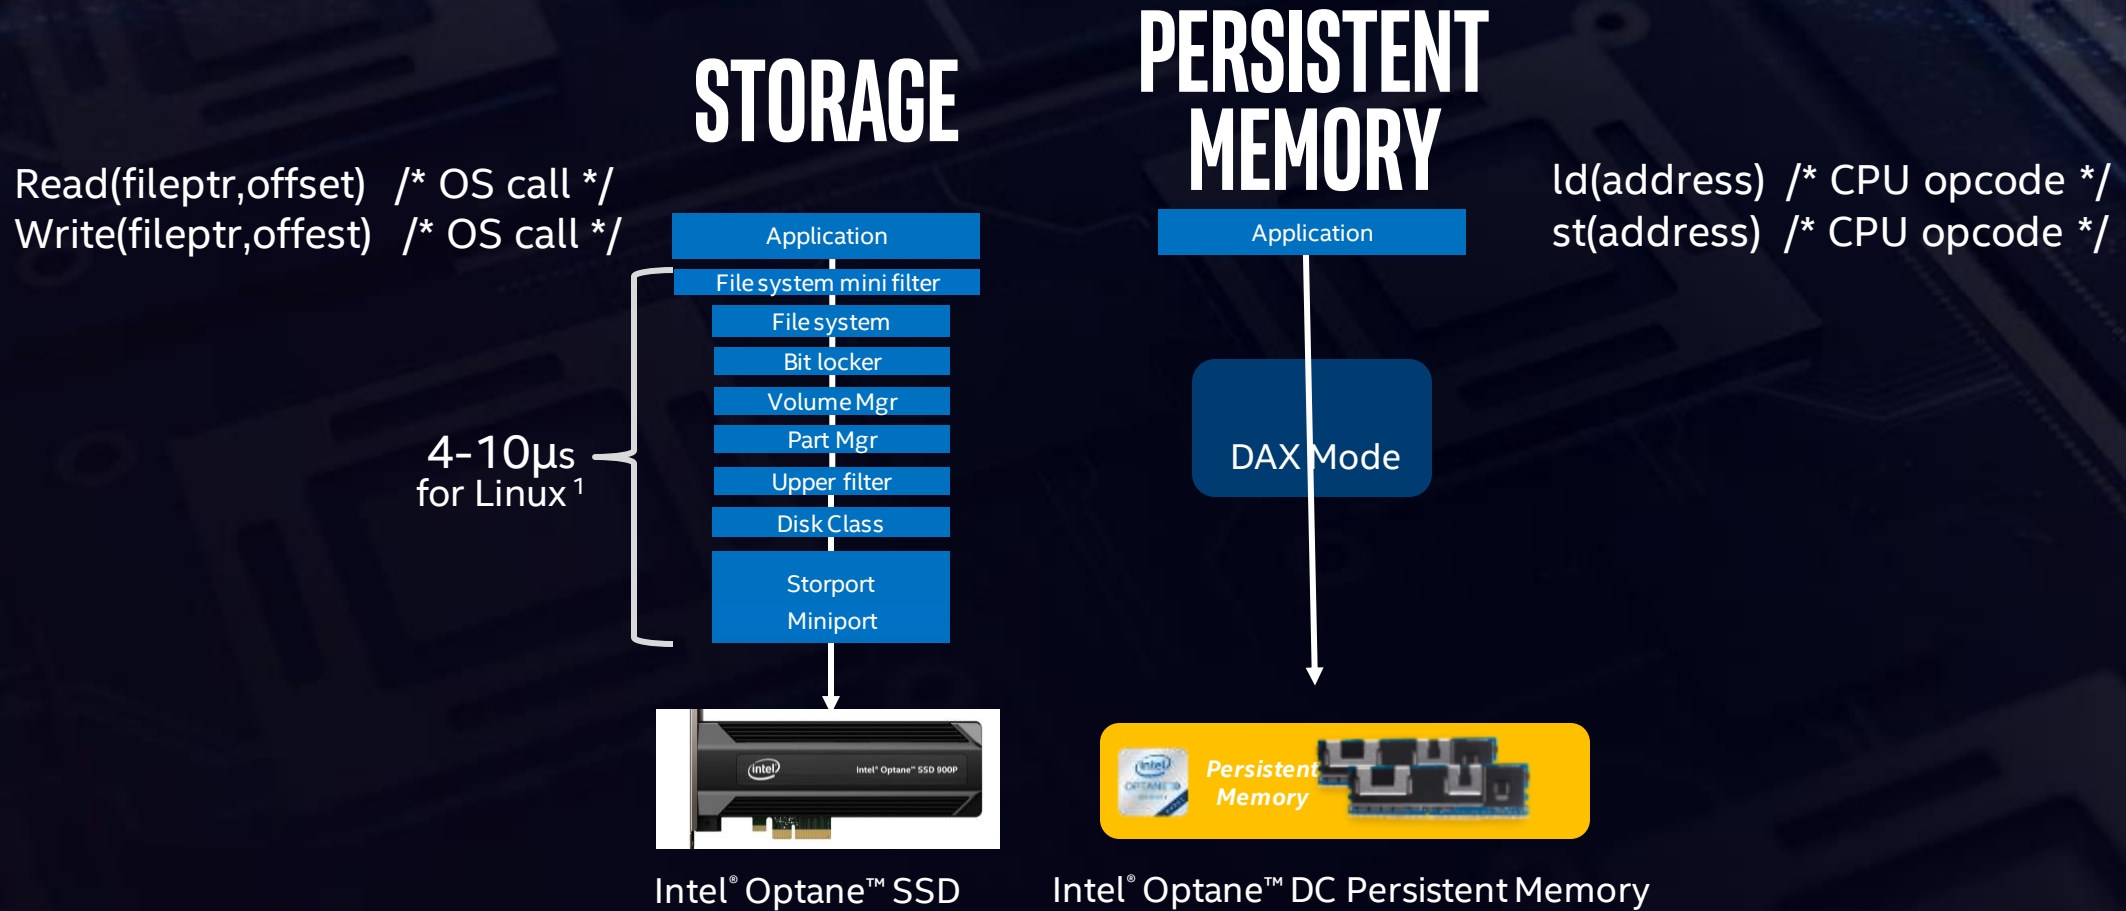 STORAGE
PERSISTENT
MEMORY
Read(fileptr,offset) /* OS call */
Write(fileptr,offest) /* OS call */
ld(address) /* CPU opcode */
st(address) /* CPU opcode */
Application
File system mini filter
File system
Bit locker
Volume Mgr
Part Mgr
Upper filter
Disk Class
Storport
Miniport
4-10µs
for Linux 1
Application
DAX Mode
intel
Intel® Optane™ SSD 900P
Intel® Optane™ SSD
intel
OPTANE DC
Persistent
Memory
Intel® Optane™ DC Persistent Memory